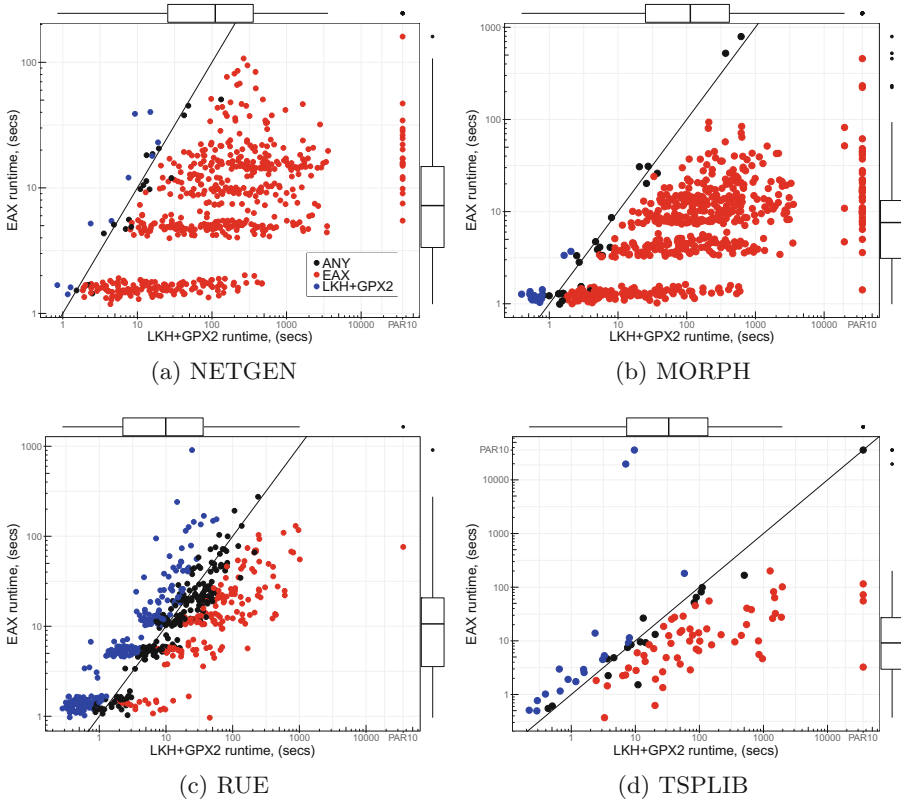 EAX runtime, (secs)
100
10
1
ANY
EAX
LKH+GPX2
1 10 100 1000 10000 PAR10
LKH+GPX2 runtime, (secs)
(a) NETGEN
EAX runtime, (secs)
1000
100
10
1
1 10 100 1000 10000 PAR10
LKH+GPX2 runtime, (secs)
(b) MORPH
EAX runtime, (secs)
1000
100
10
1
1 10 100 1000 10000 PAR10
LKH+GPX2 runtime, (secs)
(c) RUE
EAX runtime, (secs)
PAR10
10000
1000
100
10
1
1 10 100 1000 10000 PAR10
LKH+GPX2 runtime, (secs)
(d) TSPLIB